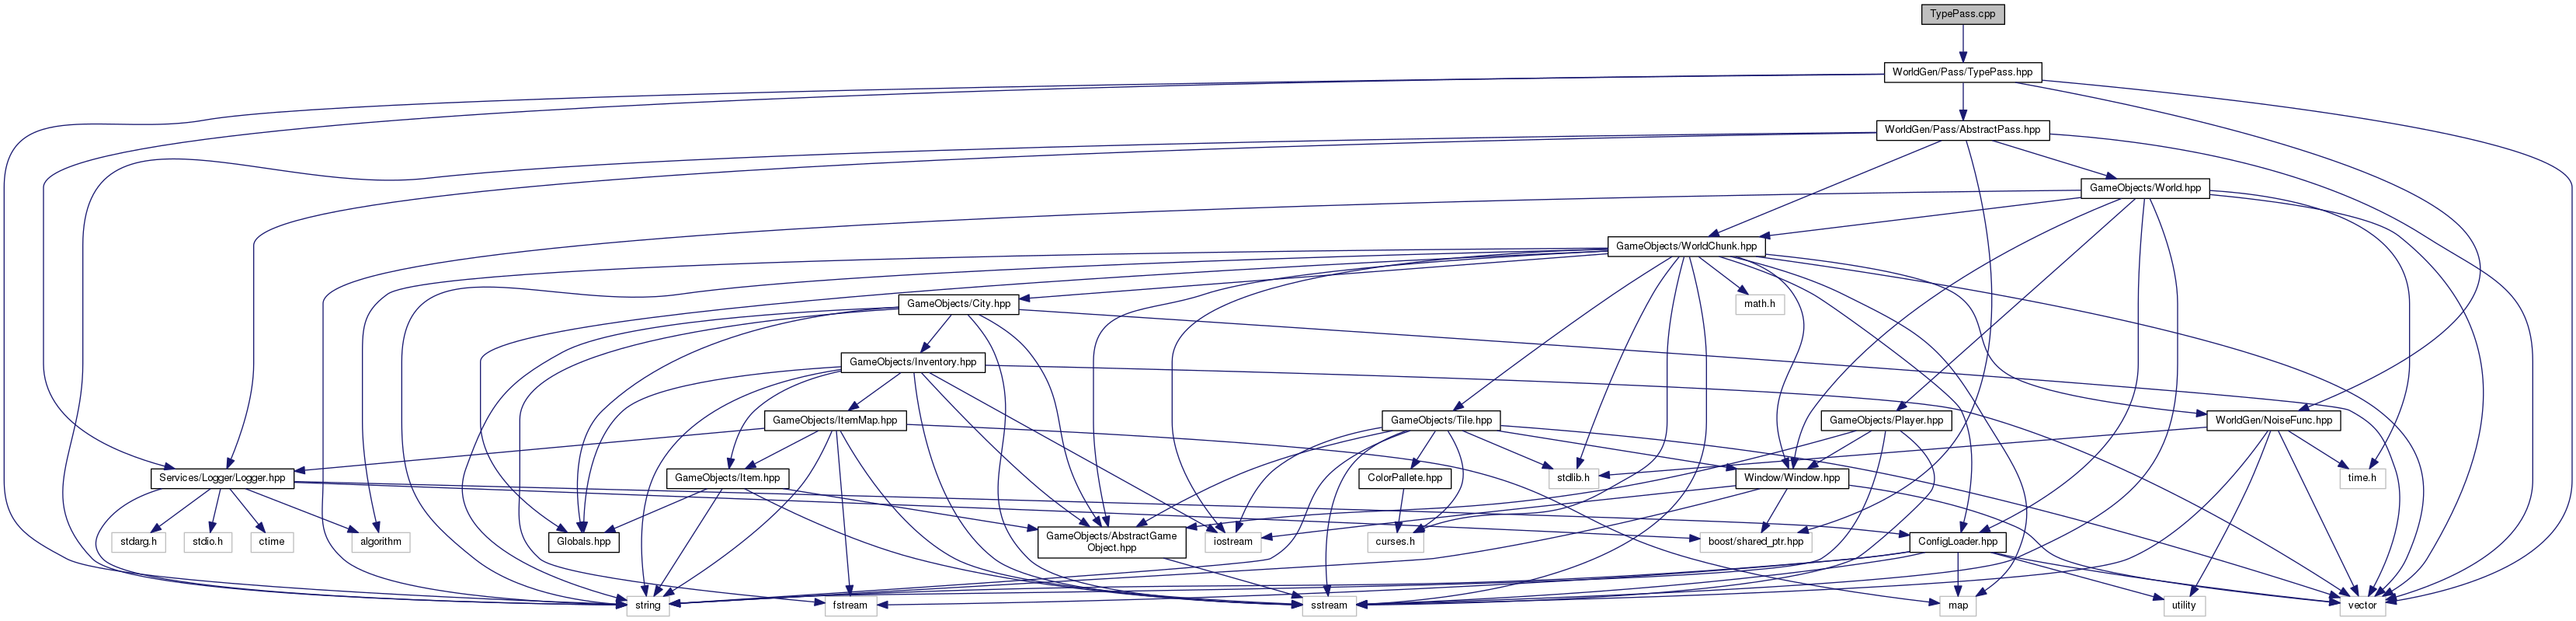 TypePass.cpp
WorldGen/Pass/TypePass.hpp
WorldGen/Pass/AbstractPass.hpp
GameObjects/World.hpp
GameObjects/WorldChunk.hpp
GameObjects/City.hpp
math.h
GameObjects/Inventory.hpp
GameObjects/ItemMap.hpp
GameObjects/Tile.hpp
GameObjects/Player.hpp
WorldGen/NoiseFunc.hpp
Services/Logger/Logger.hpp
GameObjects/Item.hpp
ColorPallete.hpp
stdlib.h
Window/Window.hpp
time.h
stdarg.h
stdio.h
ctime
algorithm
Globals.hpp
GameObjects/AbstractGame
Object.hpp
iostream
curses.h
boost/shared_ptr.hpp
ConfigLoader.hpp
string
fstream
sstream
map
utility
vector